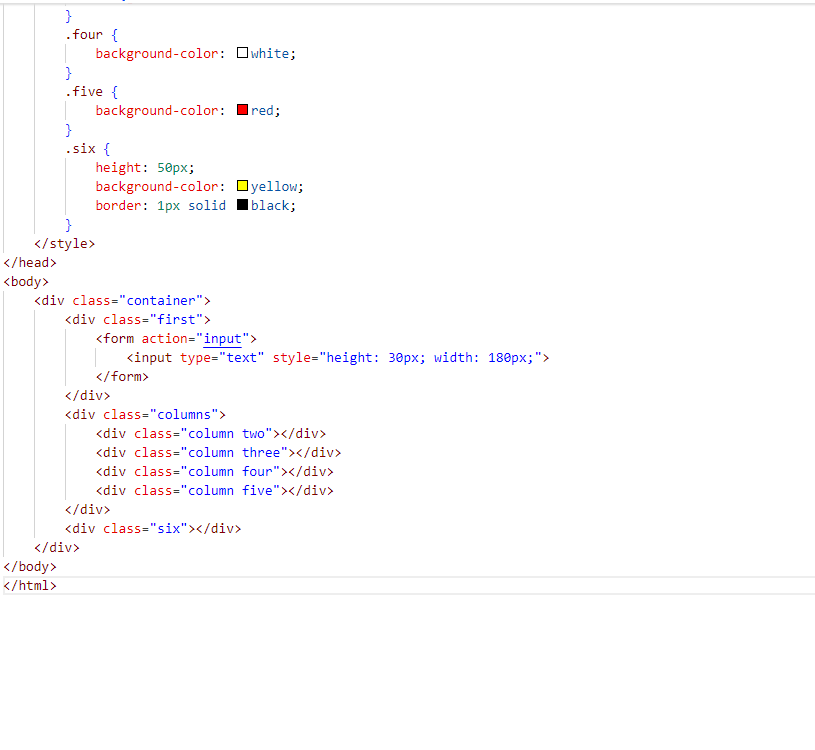 }
.four {
background-color: white;
}
.five {
background-color: red;
}
.six {
height: 50px;
background-color: yellow;
border: 1px solid black;
}
</style>
</head>
<body>
<div class="container">
<div class="first">
<form action="input">
<input type="text" style="height: 30px; width: 180px;">
</form>
</div>
<div class="columns">
<div class="column two"></div>
<div class="column three"></div>
<div class="column four"></div>
<div class="column five"></div>
</div>
<div class="six"></div>
</div>
</body>
</html>